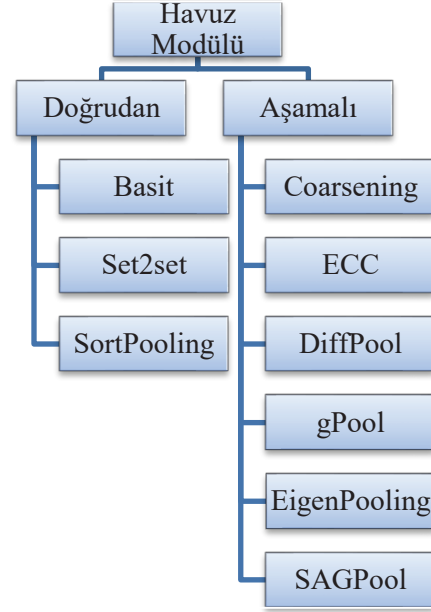 Havuz
Modülü
Doğrudan
Aşamalı
Basit
Set2set
SortPooling
Coarsening
ECC
DiffPool
gPool
EigenPooling
SAGPool